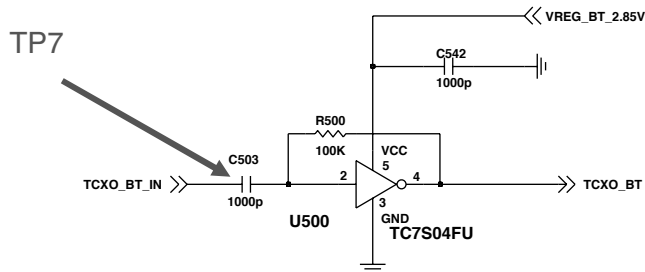 VREG_BT_2.85V
TP7
C542
1000p
R500
100K
VCC
C503
5
TCXO_BT_IN
2
4
TCXO_BT
1000p
3
GND
U500
TC7S04FU